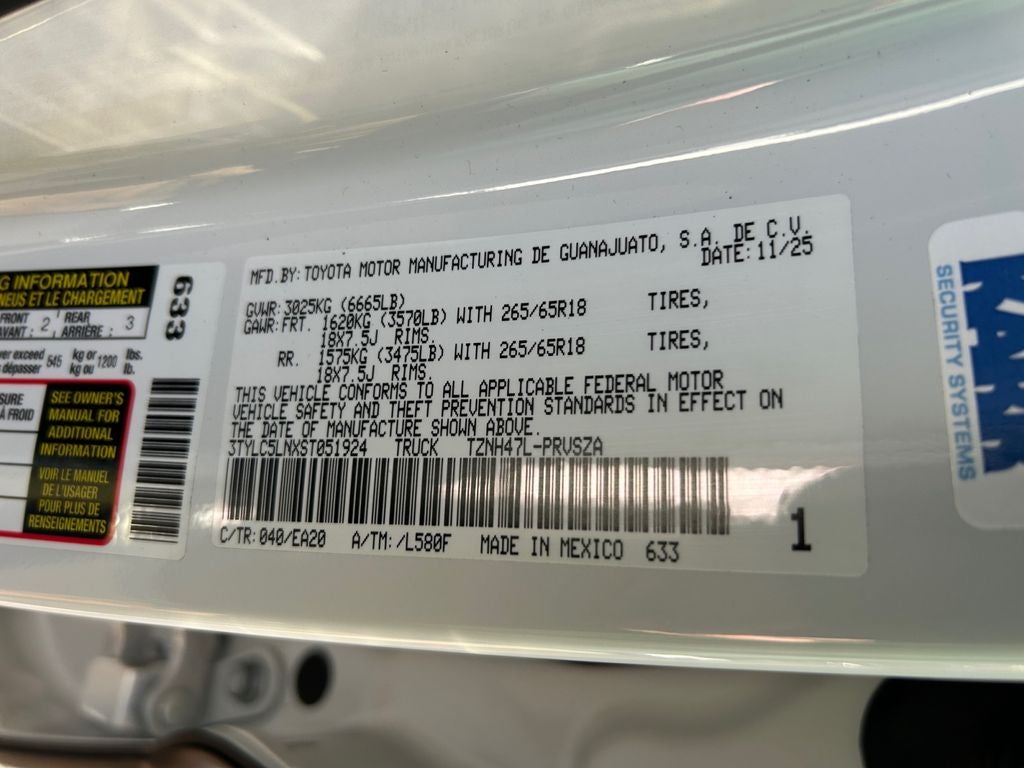 G INFORMATION
NEUS ET LE CHARGEMENT
FRONT 2 REAR 3
AVANT : ARRIÈRE :
ver exceed 545 kg or 1200 lbs.
dépasser kg ou lb.
SURE
À FROID
SEE OWNER'S
MANUAL FOR
ADDITIONAL
INFORMATION
VOIR LE MANUEL
DE L'USAGER
POUR PLUS DE
RENSEIGNEMENTS
633
MFD.BY:TOYOTA MOTOR MANUFACTURING DE GUANAJUATO, S.A. DE C.V.
DATE:11/25
GVWR:3025KG (6665LB)
GAWR:FRT. 1620KG (3570LB) WITH 265/65R18 TIRES,
18X7.5J RIMS.
RR. 1575KG (3475LB) WITH 265/65R18 TIRES,
18X7.5J RIMS.
THIS VEHICLE CONFORMS TO ALL APPLICABLE FEDERAL MOTOR
VEHICLE SAFETY AND THEFT PREVENTION STANDARDS IN EFFECT ON
THE DATE OF MANUFACTURE SHOWN ABOVE.
3TYLC5LNXST051924 TRUCK TZNH47L-PRVSZA
C/TR:040/EA20 A/TM:/L580F MADE IN MEXICO 633
1
SECURITY SYSTEMS